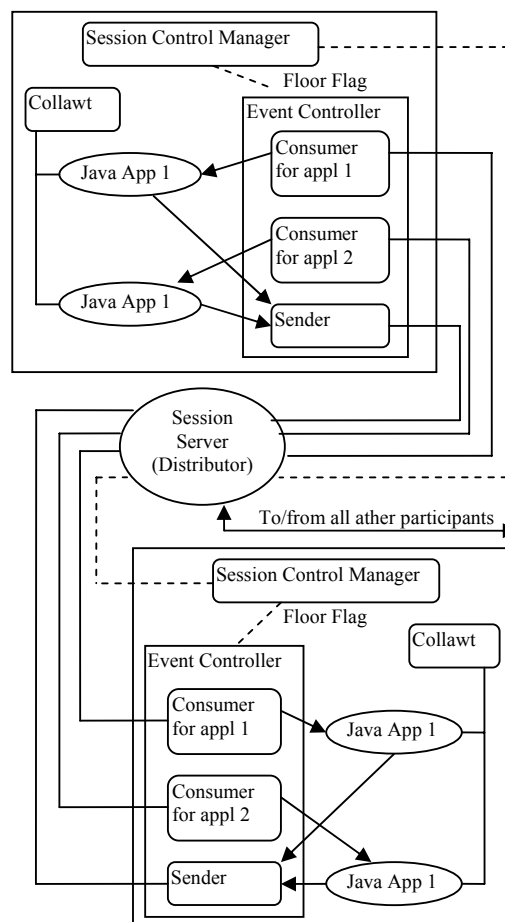 Session Control Manager
Floor Flag
Collawt
Event Controller
Consumer
for appl 1
Java App 1
Consumer
for appl 2
Java App 1
Sender
Session
Server
(Distributor)
To/from all ather participants
Session Control Manager
Floor Flag
Collawt
Event Controller
Consumer
for appl 1
Java App 1
Consumer
for appl 2
Sender
Java App 1